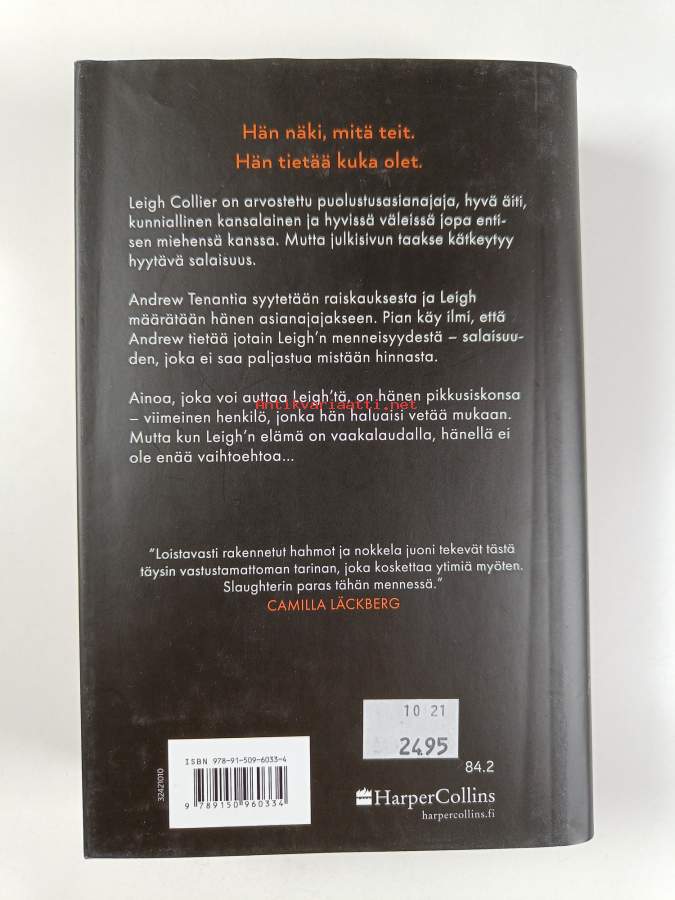 Hän näki, mitä teit.
Hän tietää kuka olet.
Leigh Collier on arvostettu puolustusasianajaja, hyvä äiti,
kunniallinen kansalainen ja hyvissä väleissä jopa enti-
sen miehensä kanssa. Mutta julkisivun taakse kätkeytyy
hyytävä salaisuus.
Andrew Tenantia syytetään raiskauksesta ja Leigh
määrätään hänen asianajajakseen. Pian käy ilmi, että
Andrew tietää jotain Leigh'n menneisyydestä – salaisuu-
den, joka ei saa paljastua mistään hinnasta.
Ainoa, joka voi auttaa Leigh'tä, on hänen pikkusiskonsa
Antikvariaatti.net
– viimeinen henkilö, jonka hän haluaisi vetää mukaan.
Mutta kun Leigh'n elämä on vaakalaudalla, hänellä ei
ole enää vaihtoehtoa...
"Loistavasti rakennetut hahmot ja nokkela juoni tekevät tästä
täysin vastustamattoman tarinan, joka koskettaa ytimiä myöten.
Slaughterin paras tähän mennessä."
CAMILLA LÄCKBERG
10 21
24.95
ISBN 978-91-509-6033-4
9 789150 960334
32421010
84.2
HarperCollins
harpercollins.fi